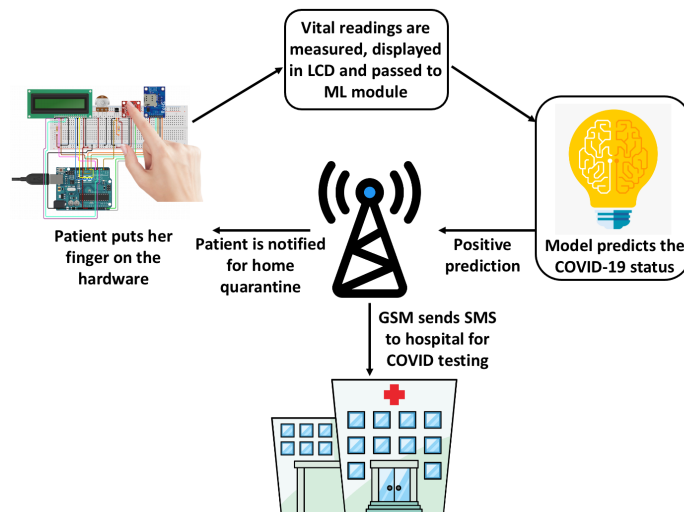 Vital readings are
measured, displayed
in LCD and passed to
ML module
Patient puts her
finger on the
hardware
Patient is notified
for home
quarantine
Positive
prediction
Model predicts the
COVID-19 status
GSM sends SMS
to hospital for
COVID testing